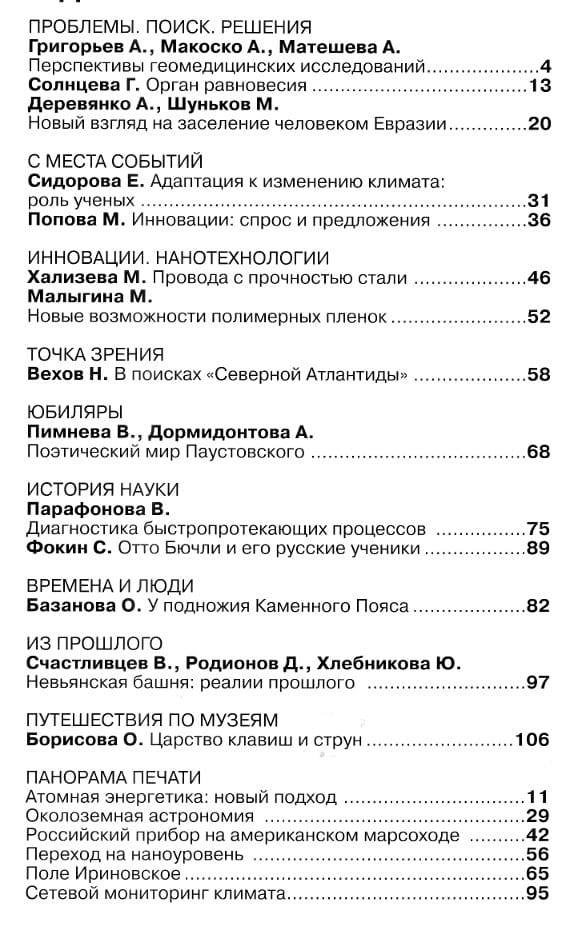 ПРОБЛЕМЫ. ПОИСК. РЕШЕНИЯ
Григорьев А., Макоско А., Матешева А.
Перспективы геомедицинских исследований....................4
Солнцева Г. Орган равновесия ....................13
Деревянко А., Шуньков М.
Новый взгляд на заселение человеком Евразии.............20
С МЕСТА СОБЫТИЙ
Сидорова Е. Адаптация к изменению климата:
роль ученых ....................31
Попова М. Инновации: спрос и предложения ................36
ИННОВАЦИИ. НАНОТЕХНОЛОГИИ
Хализева М. Провода с прочностью стали ..................46
Малыгина М.
Новые возможности полимерных пленок....................52
ТОЧКА ЗРЕНИЯ
Вехов Н. В поисках «Северной Атлантиды» ..................58
ЮБИЛЯРЫ
Пимнева В., Дормидонтова А.
Поэтический мир Паустовского ....................68
ИСТОРИЯ НАУКИ
Парафонова В.
Диагностика быстропротекающих процессов ..............75
Фокин С. Отто Бючли и его русские ученики ................89
ВРЕМЕНА И ЛЮДИ
Базанова О. У подножия Каменного Пояса....................82
ИЗ ПРОШЛОГО
Счастливцев В., Родионов Д., Хлебникова Ю.
Невьянская башня: реалии прошлого ....................97
ПУТЕШЕСТВИЯ ПО МУЗЕЯМ
Борисова О. Царство клавиш и струн....................106
ПАНОРАМА ПЕЧАТИ
Атомная энергетика: новый подход ....................11
Околоземная астрономия ....................29
Российский прибор на американском марсоходе ..........42
Переход на наноуровень ....................56
Поле Ириновское....................65
Сетевой мониторинг климата....................95